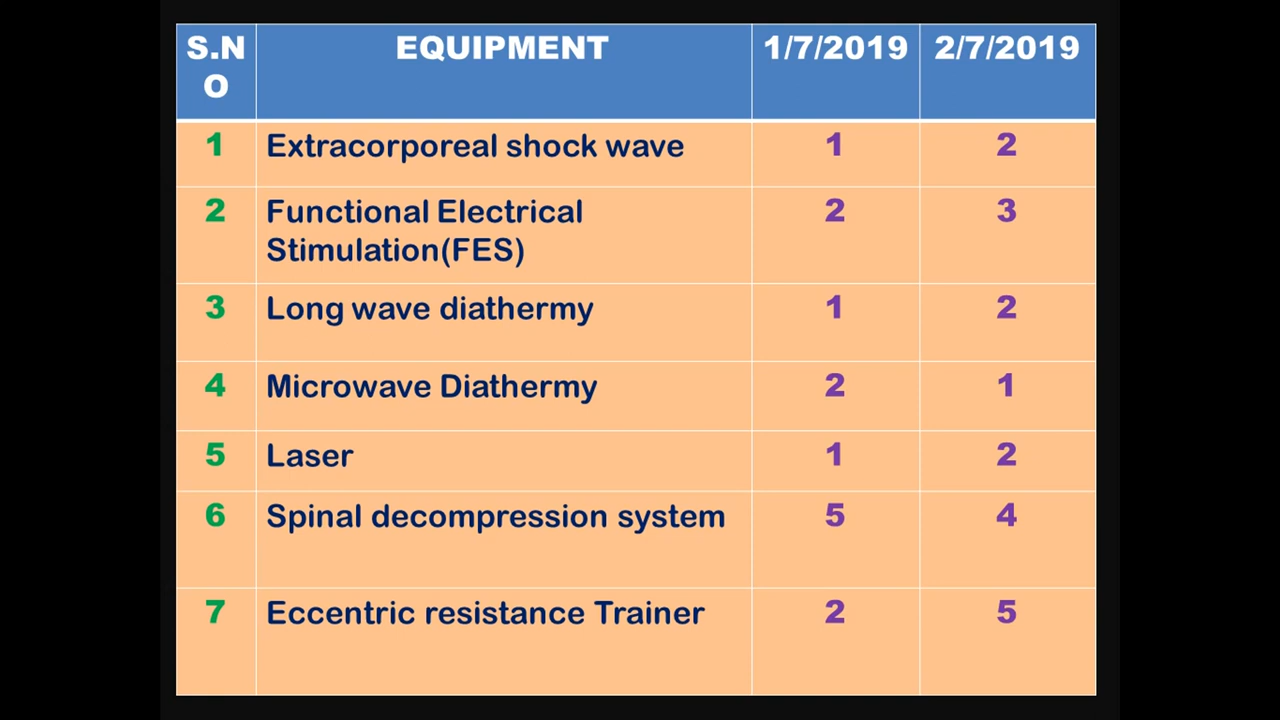 S.N
O
EQUIPMENT
1/7/2019
2/7/2019
1
Extracorporeal shock wave
1
2
2
Functional Electrical
Stimulation(FES)
2
3
3
Long wave diathermy
1
2
4
Microwave Diathermy
2
1
5
Laser
1
2
6
Spinal decompression system
5
4
7
Eccentric resistance Trainer
2
5